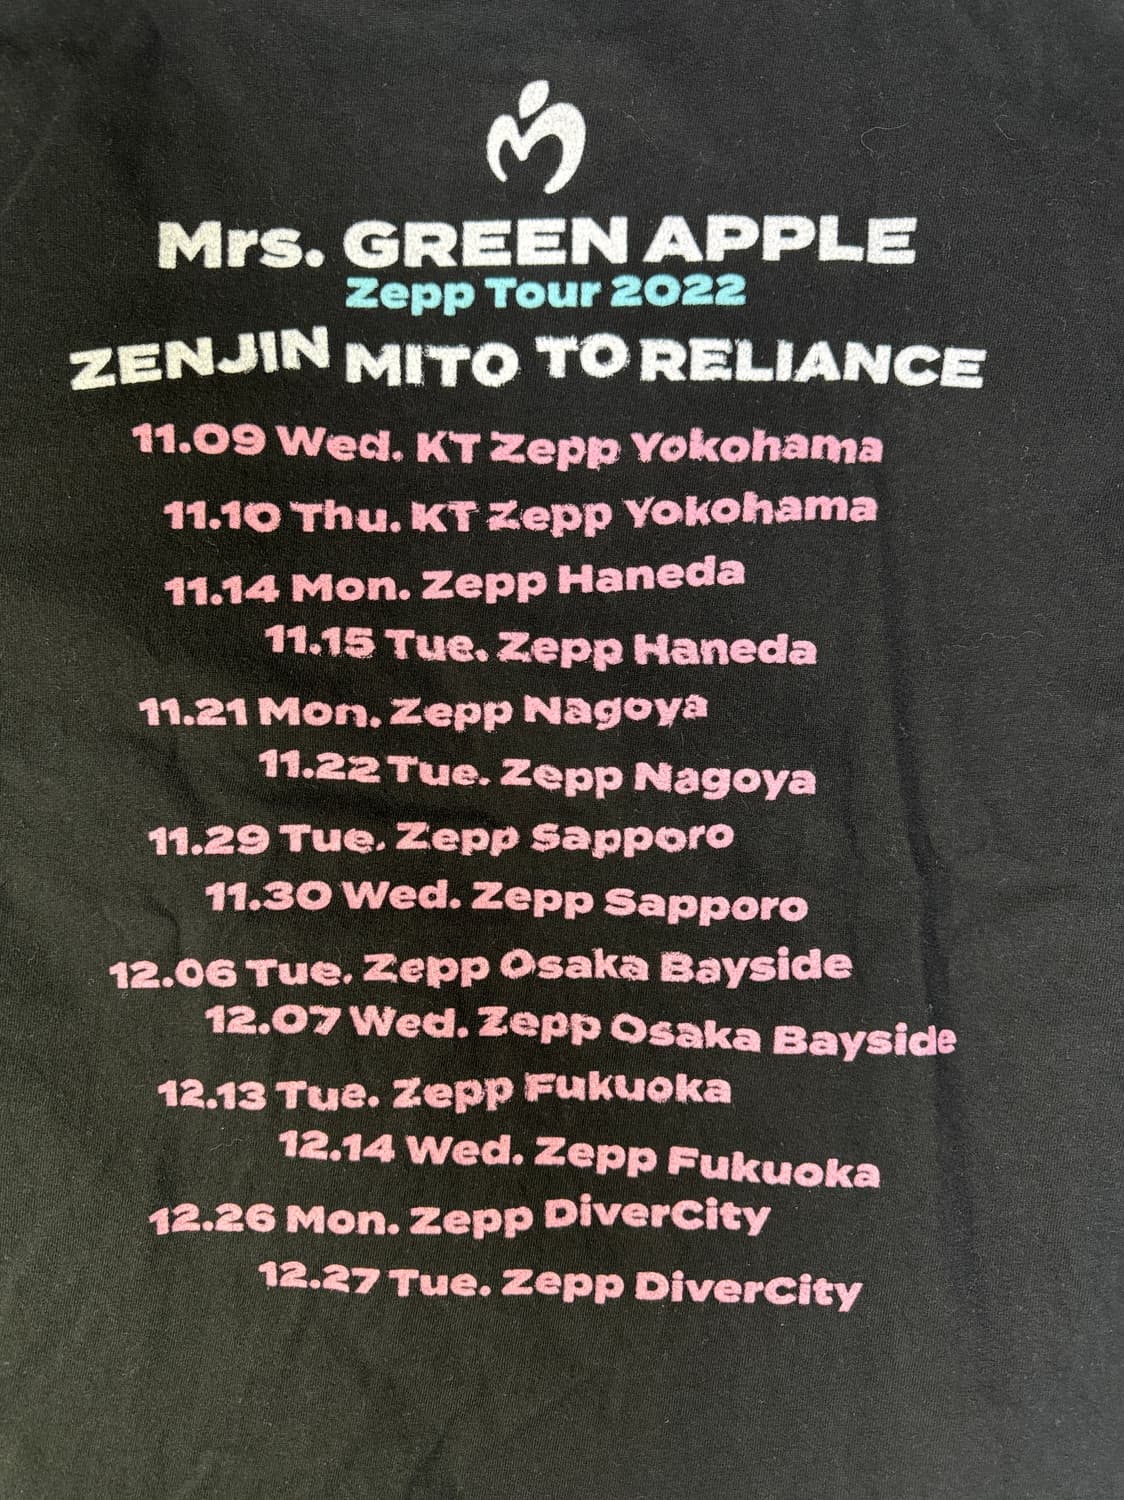 Mrs. GREEN APPLE
Zepp Tour 2022
ZENJIN MITO TO RELIANCE
11.09 Wed. KT Zepp Yokohama
11.10 Thu. KT Zepp Yokohama
11.14 Mon. Zepp Haneda
11.15 Tue. Zepp Haneda
11.21 Mon. Zepp Nagoya
11.22 Tue. Zepp Nagoya
11.29 Tue. Zepp Sapporo
11.30 Wed. Zepp Sapporo
12.06 Tue. Zepp Osaka Bayside
12.07 Wed. Zepp Osaka Bayside
12.13 Tue. Zepp Fukuoka
12.14 Wed. Zepp Fukuoka
12.26 Mon. Zepp DiverCity
12.27 Tue. Zepp DiverCity